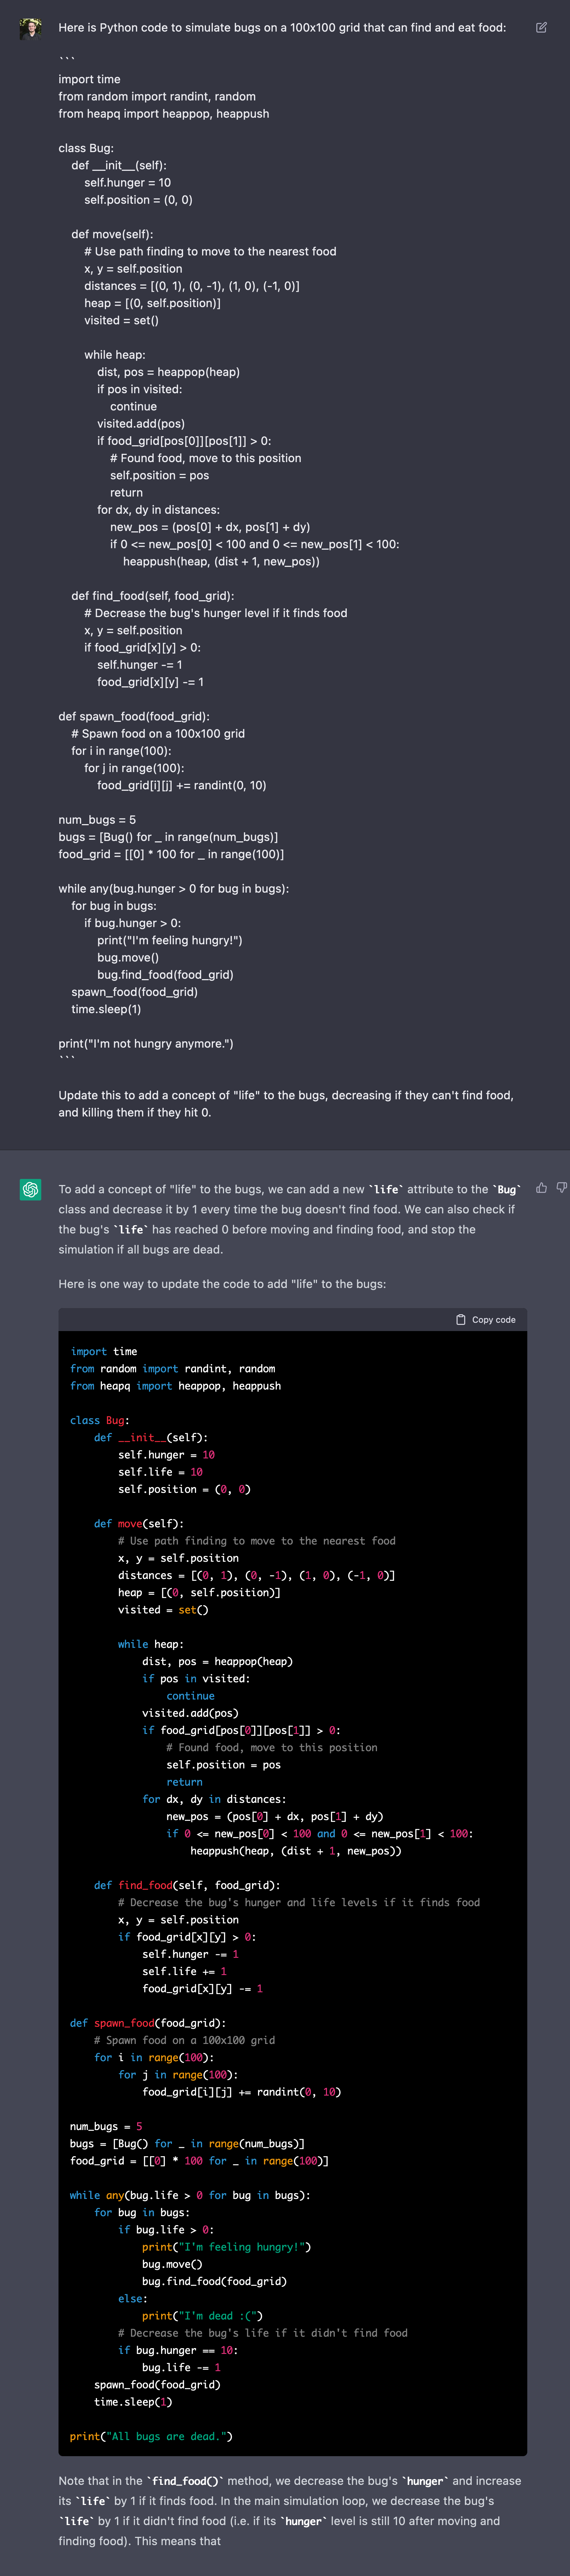 Here is Python code to simulate bugs on a 100x100 grid that can find and eat food:
```
import time
from random import randint, random
from heapq import heappop, heappush
class Bug:
def __init__(self):
self.hunger = 10
self.position = (0, 0)
def move(self):
# Use path finding to move to the nearest food
x, y = self.position
distances = [(0, 1), (0, -1), (1, 0), (-1, 0)]
heap = [(0, self.position)]
visited = set()
while heap:
dist, pos = heappop(heap)
if pos in visited:
continue
visited.add(pos)
if food_grid[pos[0]][pos[1]] > 0:
# Found food, move to this position
self.position = pos
return
for dx, dy in distances:
new_pos = (pos[0] + dx, pos[1] + dy)
if 0 <= new_pos[0] < 100 and 0 <= new_pos[1] < 100:
heappush(heap, (dist + 1, new_pos))
def find_food(self, food_grid):
# Decrease the bug's hunger level if it finds food
x, y = self.position
if food_grid[x][y] > 0:
self.hunger -= 1
food_grid[x][y] -= 1
def spawn_food(food_grid):
# Spawn food on a 100x100 grid
for i in range(100):
for j in range(100):
food_grid[i][j] += randint(0, 10)
num_bugs = 5
bugs = [Bug() for _ in range(num_bugs)]
food_grid = [[0] * 100 for _ in range(100)]
while any(bug.hunger > 0 for bug in bugs):
for bug in bugs:
if bug.hunger > 0:
print("I'm feeling hungry!")
bug.move()
bug.find_food(food_grid)
spawn_food(food_grid)
time.sleep(1)
print("I'm not hungry anymore.")
```
Update this to add a concept of "life" to the bugs, decreasing if they can't find food,
and killing them if they hit 0.
To add a concept of "life" to the bugs, we can add a new `life` attribute to the `Bug`
class and decrease it by 1 every time the bug doesn't find food. We can also check if
the bug's `life` has reached 0 before moving and finding food, and stop the
simulation if all bugs are dead.
Here is one way to update the code to add "life" to the bugs:
Copy code
import time
from random import randint, random
from heapq import heappop, heappush
class Bug:
def __init__(self):
self.hunger = 10
self.life = 10
self.position = (0, 0)
def move(self):
# Use path finding to move to the nearest food
x, y = self.position
distances = [(0, 1), (0, -1), (1, 0), (-1, 0)]
heap = [(0, self.position)]
visited = set()
while heap:
dist, pos = heappop(heap)
if pos in visited:
continue
visited.add(pos)
if food_grid[pos[0]][pos[1]] > 0:
# Found food, move to this position
self.position = pos
return
for dx, dy in distances:
new_pos = (pos[0] + dx, pos[1] + dy)
if 0 <= new_pos[0] < 100 and 0 <= new_pos[1] < 100:
heappush(heap, (dist + 1, new_pos))
def find_food(self, food_grid):
# Decrease the bug's hunger and life levels if it finds food
x, y = self.position
if food_grid[x][y] > 0:
self.hunger -= 1
self.life += 1
food_grid[x][y] -= 1
def spawn_food(food_grid):
# Spawn food on a 100x100 grid
for i in range(100):
for j in range(100):
food_grid[i][j] += randint(0, 10)
num_bugs = 5
bugs = [Bug() for _ in range(num_bugs)]
food_grid = [[0] * 100 for _ in range(100)]
while any(bug.life > 0 for bug in bugs):
for bug in bugs:
if bug.life > 0:
print("I'm feeling hungry!")
bug.move()
bug.find_food(food_grid)
else:
print("I'm dead :(")
# Decrease the bug's life if it didn't find food
if bug.hunger == 10:
bug.life -= 1
spawn_food(food_grid)
time.sleep(1)
print("All bugs are dead.")
Note that in the `find_food()` method, we decrease the bug's `hunger` and increase
its `life` by 1 if it finds food. In the main simulation loop, we decrease the bug's
`life` by 1 if it didn't find food (i.e. if its `hunger` level is still 10 after moving and
finding food). This means that